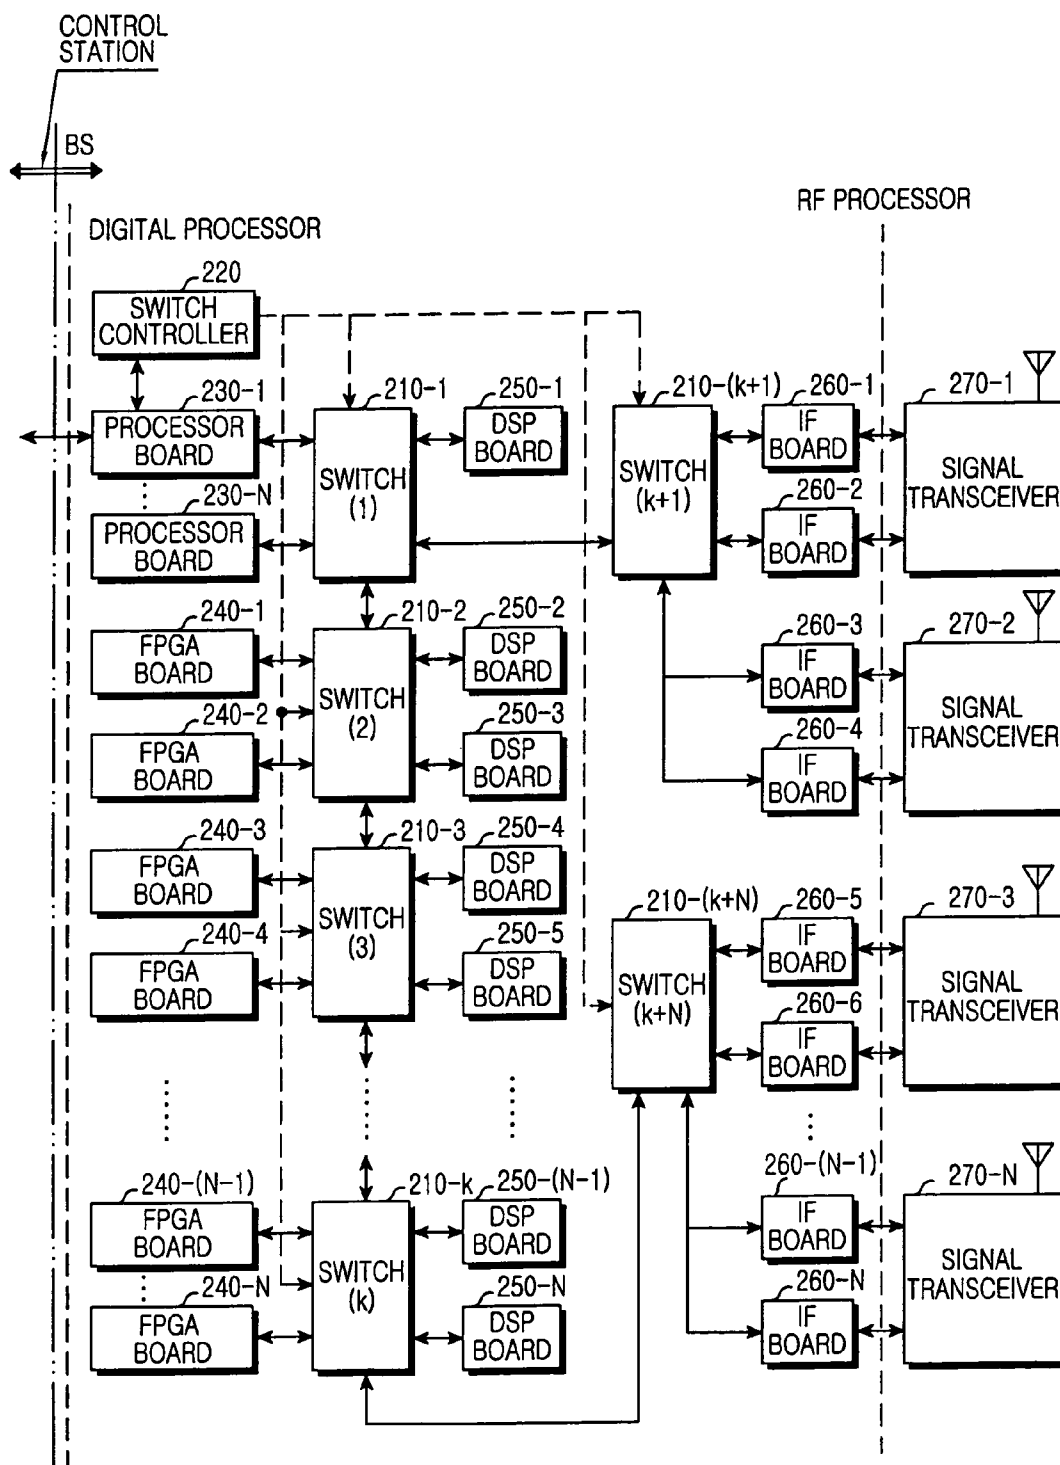 CONTROL
STATION
BS
RF PROCESSOR
DIGITAL PROCESSOR
220
SWITCH
CONTROLLER
230-1
PROCESSOR
BOARD
210-1
SWITCH
(1)
250-1
DSP
BOARD
210-(k+1)
SWITCH
(k+1)
260-1
IF
BOARD
270-1
SIGNAL
TRANSCEIVER
230-N
PROCESSOR
BOARD
260-2
IF
BOARD
240-1
FPGA
BOARD
210-2
SWITCH
(2)
250-2
DSP
BOARD
260-3
IF
BOARD
270-2
SIGNAL
TRANSCEIVER
240-2
FPGA
BOARD
250-3
DSP
BOARD
260-4
IF
BOARD
240-3
FPGA
BOARD
210-3
SWITCH
(3)
250-4
DSP
BOARD
210-(k+N)
SWITCH
(k+N)
260-5
IF
BOARD
270-3
SIGNAL
TRANSCEIVER
240-4
FPGA
BOARD
250-5
DSP
BOARD
260-6
IF
BOARD
240-(N-1)
FPGA
BOARD
210-k
SWITCH
(k)
250-(N-1)
DSP
BOARD
260-(N-1)
IF
BOARD
270-N
SIGNAL
TRANSCEIVER
240-N
FPGA
BOARD
250-N
DSP
BOARD
260-N
IF
BOARD